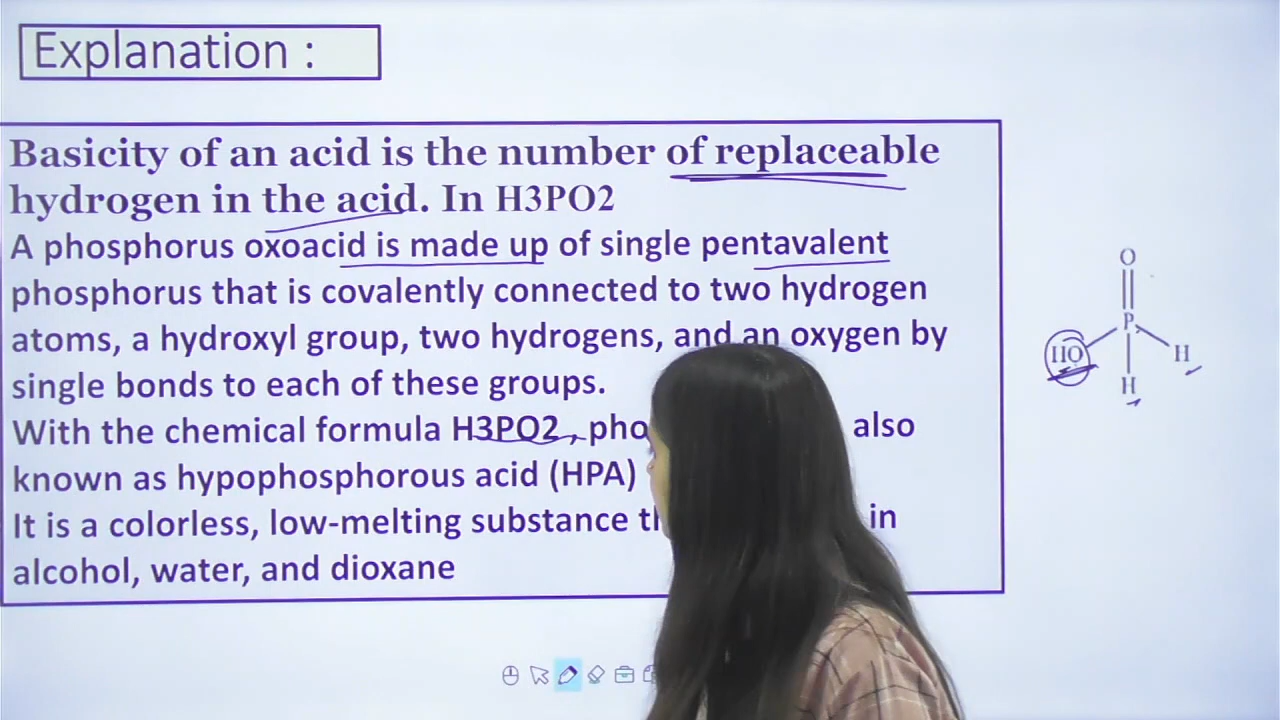 Explanation :
Basicity of an acid is the number of replaceable
hydrogen in the acid. In H3PO2
A phosphorus oxoacid is made up of single pentavalent
phosphorus that is covalently connected to two hydrogen
atoms, a hydroxyl group, two hydrogens, and an oxygen by
single bonds to each of these groups.
With the chemical formula H3PO2 , also
known as hypophosphorous acid (HPA)
It is a colorless, low-melting substance in
alcohol, water, and dioxane
O
P
HO H
H